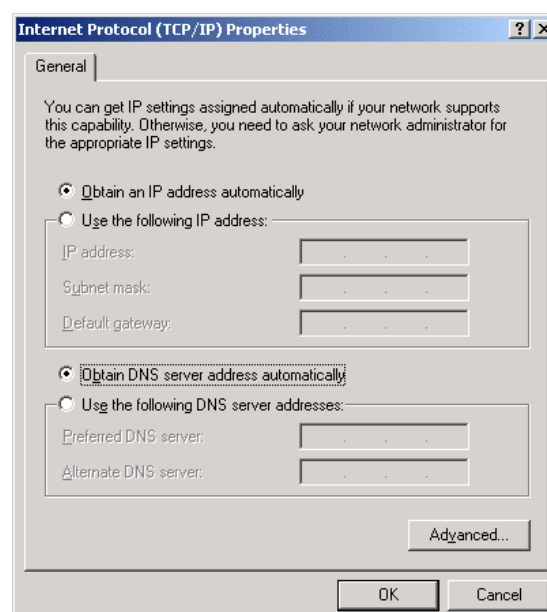 Internet Protocol (TCP/IP) Properties
General
You can get IP settings assigned automatically if your network supports
this capability. Otherwise, you need to ask your network administrator for
the appropriate IP settings.
Obtain an IP address automatically
Use the following IP address:
IP address:
Subnet mask:
Default gateway:
Obtain DNS server address automatically
Use the following DNS server addresses:
Preferred DNS server:
Alternate DNS server:
Advanced...
OK Cancel